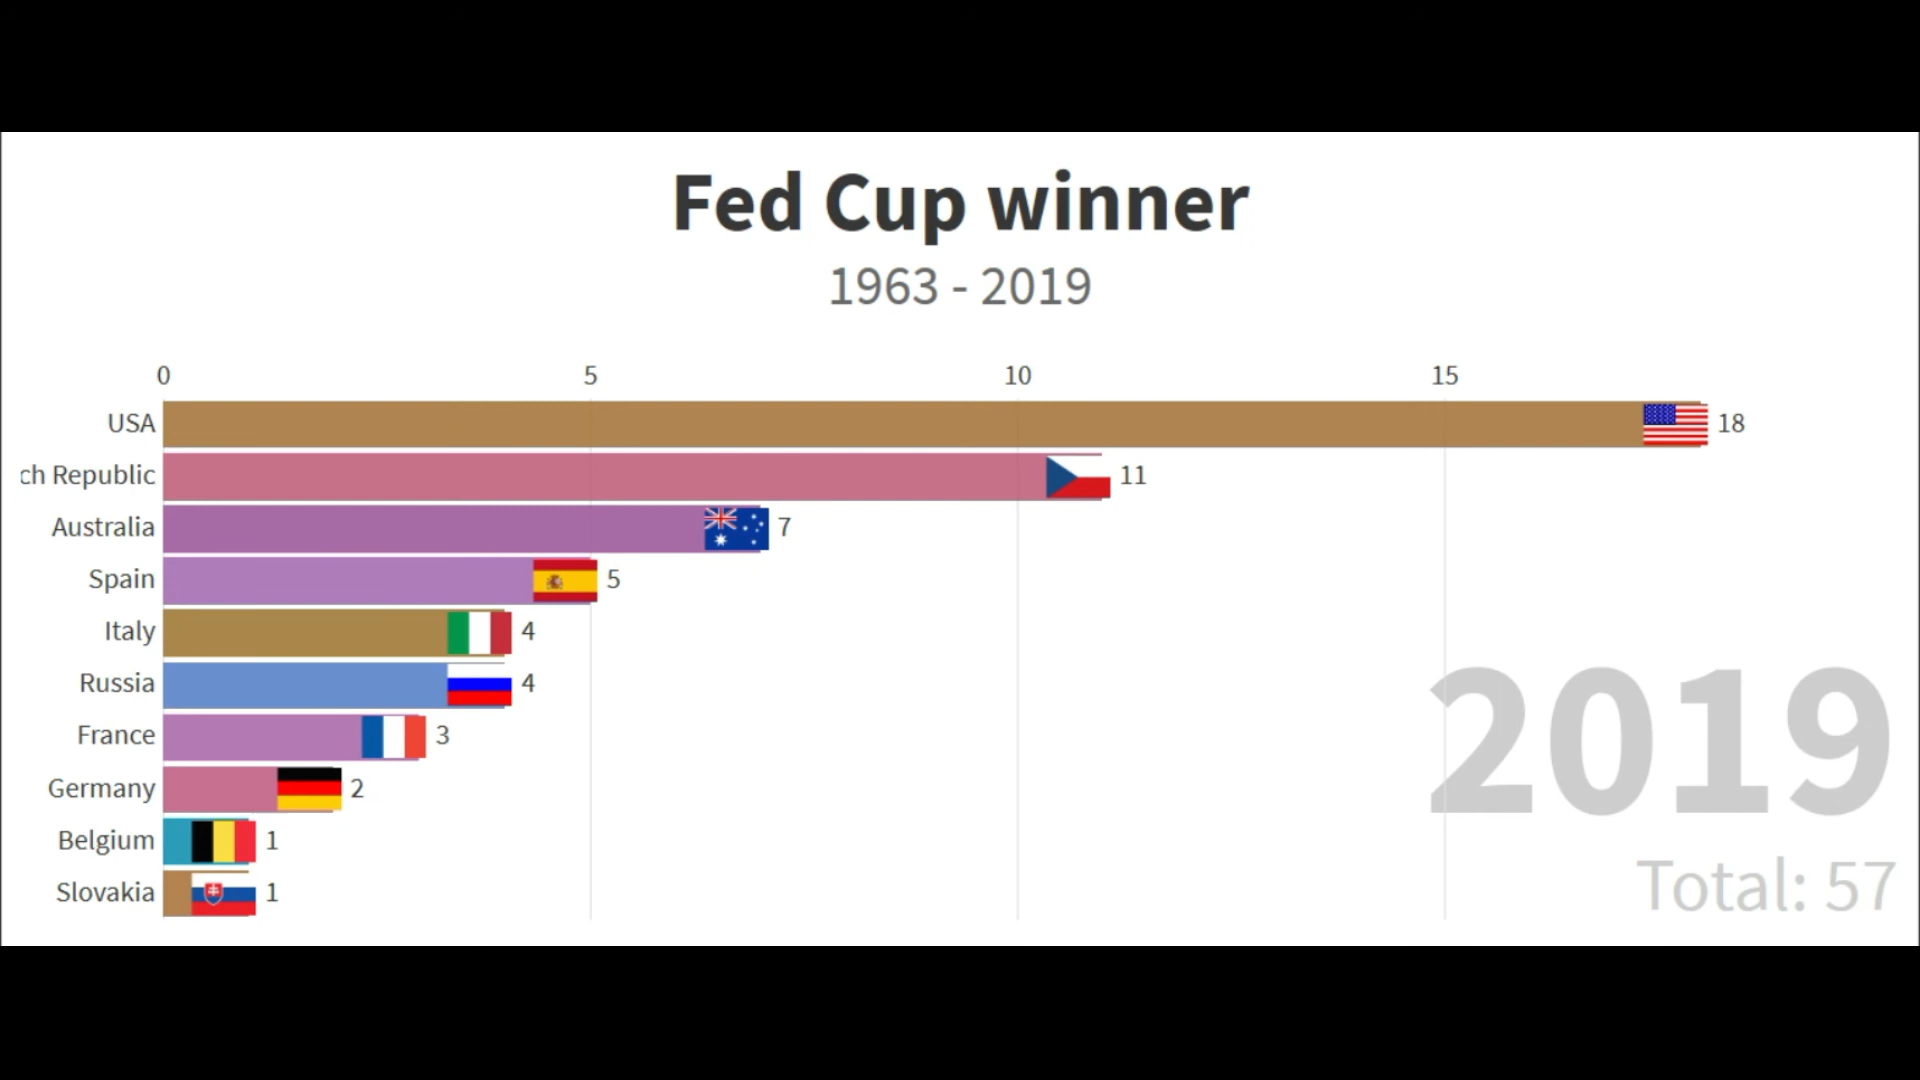 Fed Cup winner
1963 - 2019
0 5 10 15
USA 18
ch Republic 11
Australia 7
Spain 5
Italy 4
Russia 4
France 3
Germany 2
Belgium 1
Slovakia 1
2019
Total: 57